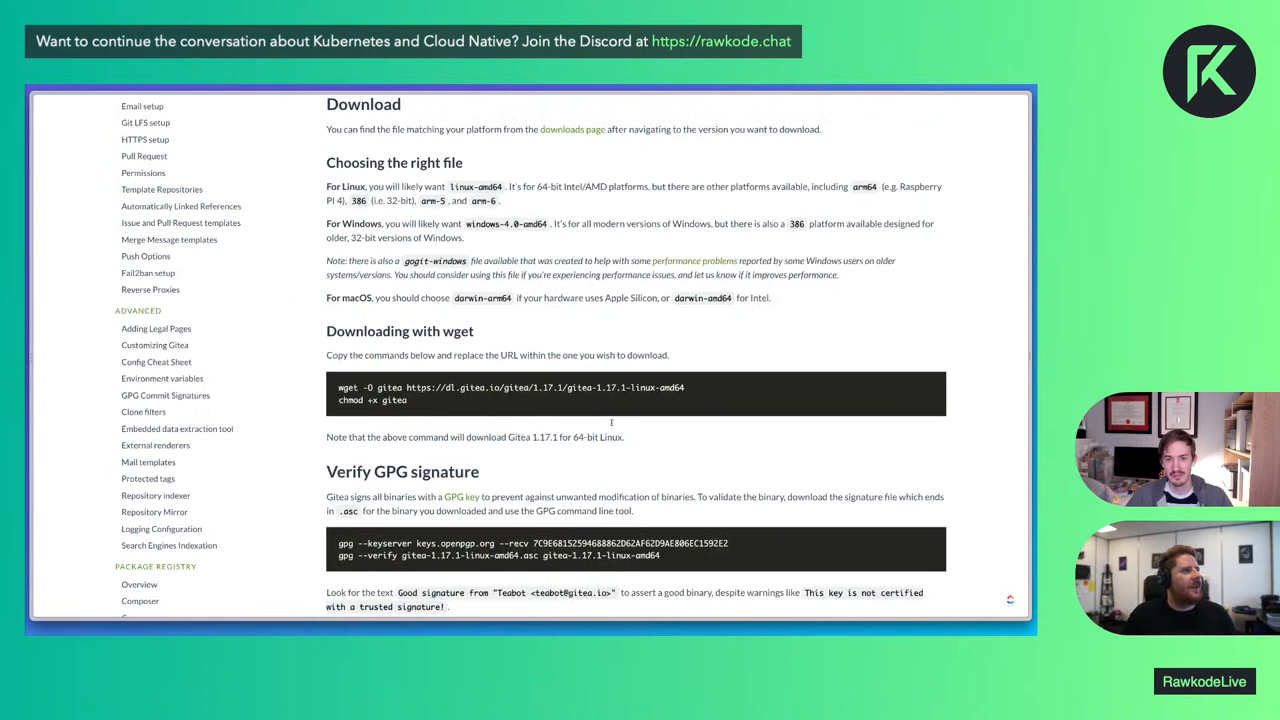 Want to continue the conversation about Kubernetes and Cloud Native? Join the Discord at https://rawkode.chat
Email setup
Git LFS setup
HTTPS setup
Pull Request
Permissions
Template Repositories
Automatically Linked References
Issue and Pull Request templates
Merge Message templates
Push Options
Fail2ban setup
Reverse Proxies
ADVANCED
Adding Legal Pages
Customizing Gitea
Config Cheat Sheet
Environment variables
GPG Commit Signatures
Clone filters
Embedded data extraction tool
External renderers
Mail templates
Protected tags
Repository indexer
Repository Mirror
Logging Configuration
Search Engines Indexation
PACKAGE REGISTRY
Overview
Composer
Download
You can find the file matching your platform from the downloads page after navigating to the version you want to download.
Choosing the right file
For Linux, you will likely want linux-amd64. It's for 64-bit Intel/AMD platforms, but there are other platforms available, including arm64 (e.g. Raspberry
PI 4), 386 (i.e. 32-bit), arm-5, and arm-6.
For Windows, you will likely want windows-4.0-amd64. It's for all modern versions of Windows, but there is also a 386 platform available designed for
older, 32-bit versions of Windows.
Note: there is also a gogit-windows file available that was created to help with some performance problems reported by some Windows users on older
systems/versions. You should consider using this file if you're experiencing performance issues, and let us know if it improves performance.
For macOS, you should choose darwin-arm64 if your hardware uses Apple Silicon, or darwin-amd64 for Intel.
Downloading with wget
Copy the commands below and replace the URL within the one you wish to download.
wget -O gitea https://dl.gitea.io/gitea/1.17.1/gitea-1.17.1-linux-amd64
chmod +x gitea
Note that the above command will download Gitea 1.17.1 for 64-bit Linux.
Verify GPG signature
Gitea signs all binaries with a GPG key to prevent against unwanted modification of binaries. To validate the binary, download the signature file which ends
in .asc for the binary you downloaded and use the GPG command line tool.
gpg --keyserver keys.openpgp.org --recv 7C9E68152594688862D62AF62D9AE806EC1592E2
gpg --verify gitea-1.17.1-linux-amd64.asc gitea-1.17.1-linux-amd64
Look for the text Good signature from "Teabot <teabot@gitea.io>" to assert a good binary, despite warnings like This key is not certified
with a trusted signature!.
RawkodeLive